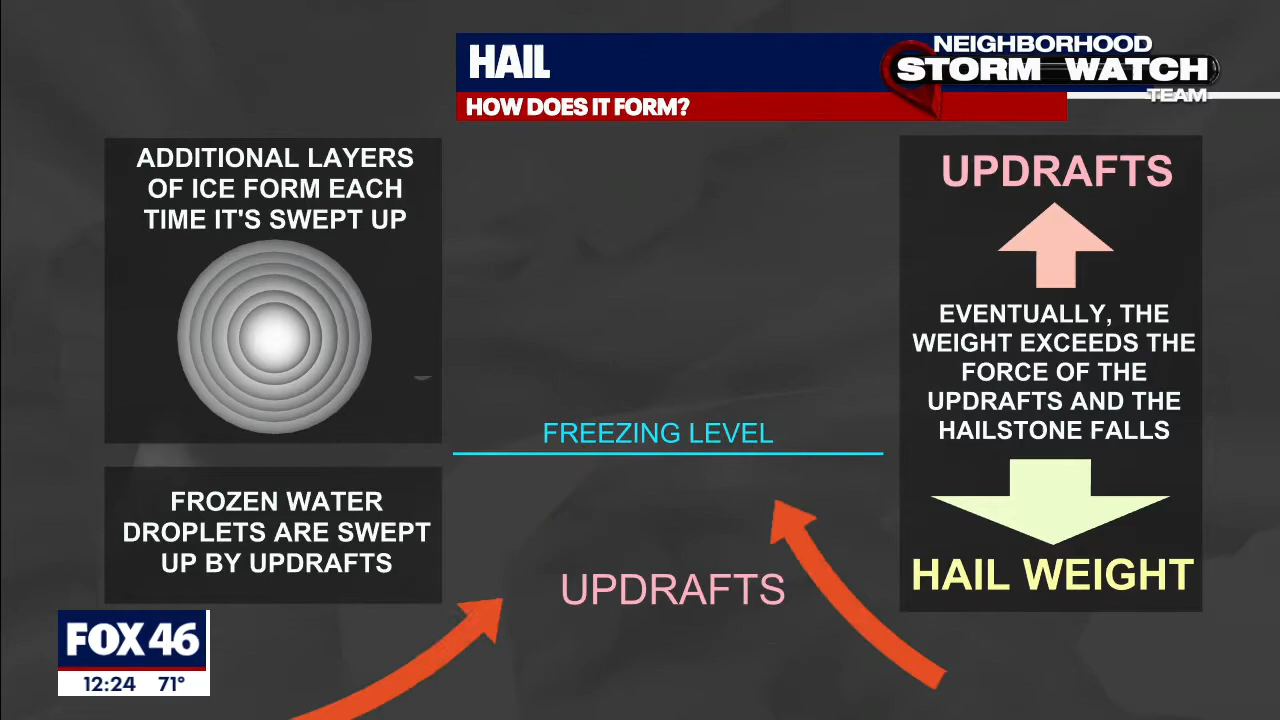 HAIL
HOW DOES IT FORM?
NEIGHBORHOOD
STORM WATCH
TEAM
ADDITIONAL LAYERS
OF ICE FORM EACH
TIME IT'S SWEPT UP
FROZEN WATER
DROPLETS ARE SWEPT
UP BY UPDRAFTS
FREEZING LEVEL
UPDRAFTS
UPDRAFTS
EVENTUALLY, THE
WEIGHT EXCEEDS THE
FORCE OF THE
UPDRAFTS AND THE
HAILSTONE FALLS
HAIL WEIGHT
FOX 46
12:24 71°